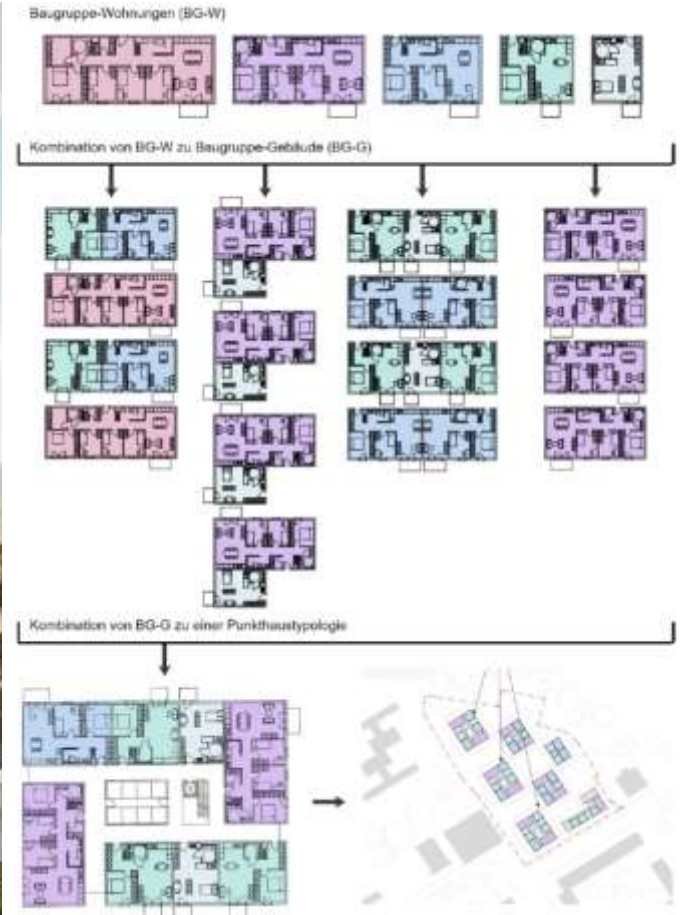 Baugruppe-Wohnungen (BG-W)
Kombination von BG-W zu Baugruppe-Gebäude (BG-G)
Kombination von BG-G zu einer Punkthaustypologie